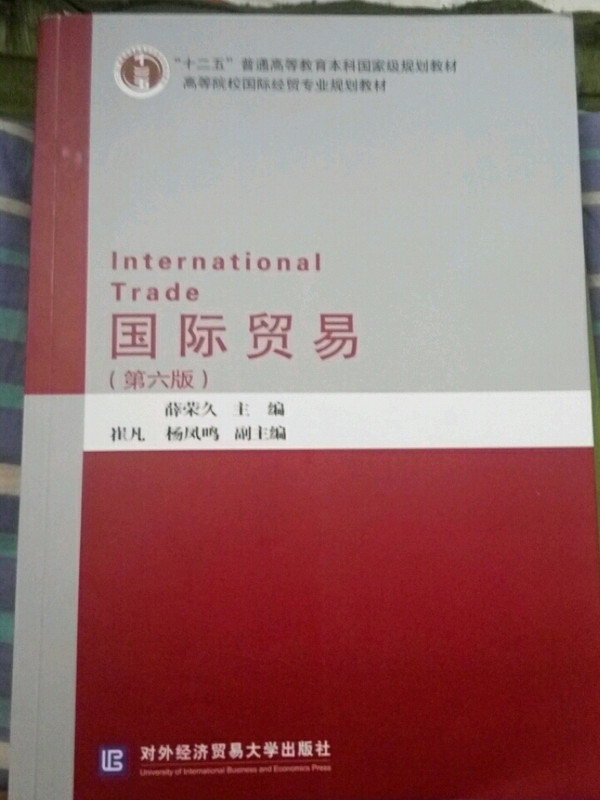 “十二五”普通高等教育本科国家级规划教材
高等院校国际经贸专业规划教材
International
Trade
国际贸易
（第六版）
薛荣久 主 编
崔凡 杨凤鸣 副主编
对外经济贸易大学出版社
University of International Business and Economics Press